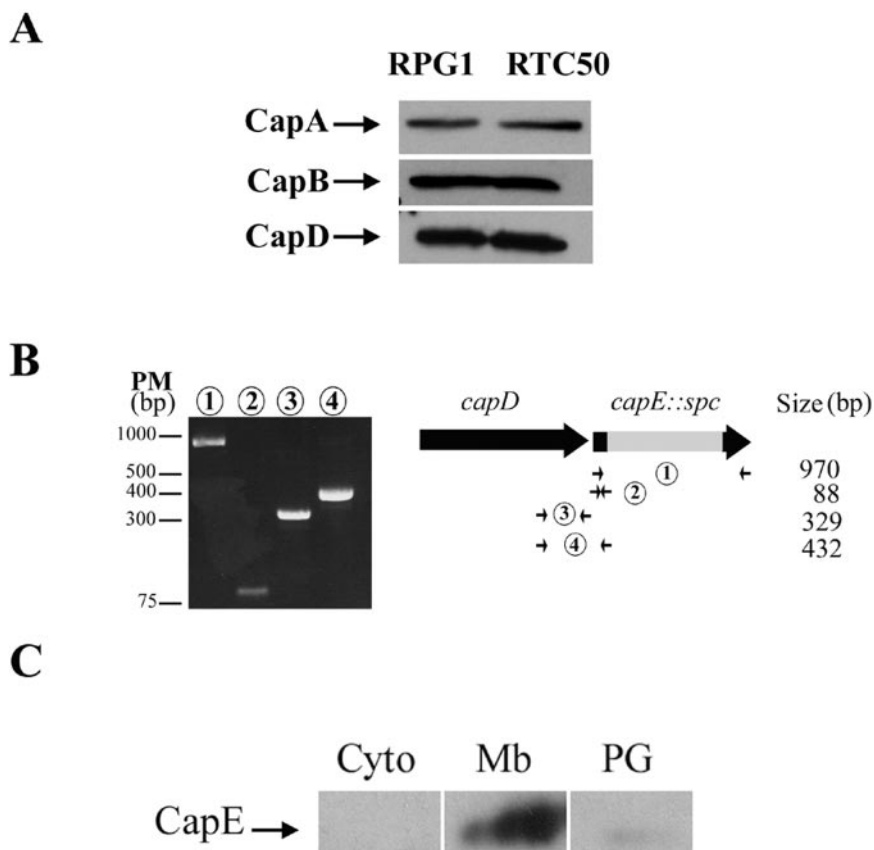 A
RPG1 RTC50
CapA
CapB
CapD
B
PM
(bp)
1 2 3 4
1000
500
400
300
75
capD capE::spc Size (bp)
1 970
2 88
3 329
4 432
C
Cyto Mb PG
CapE